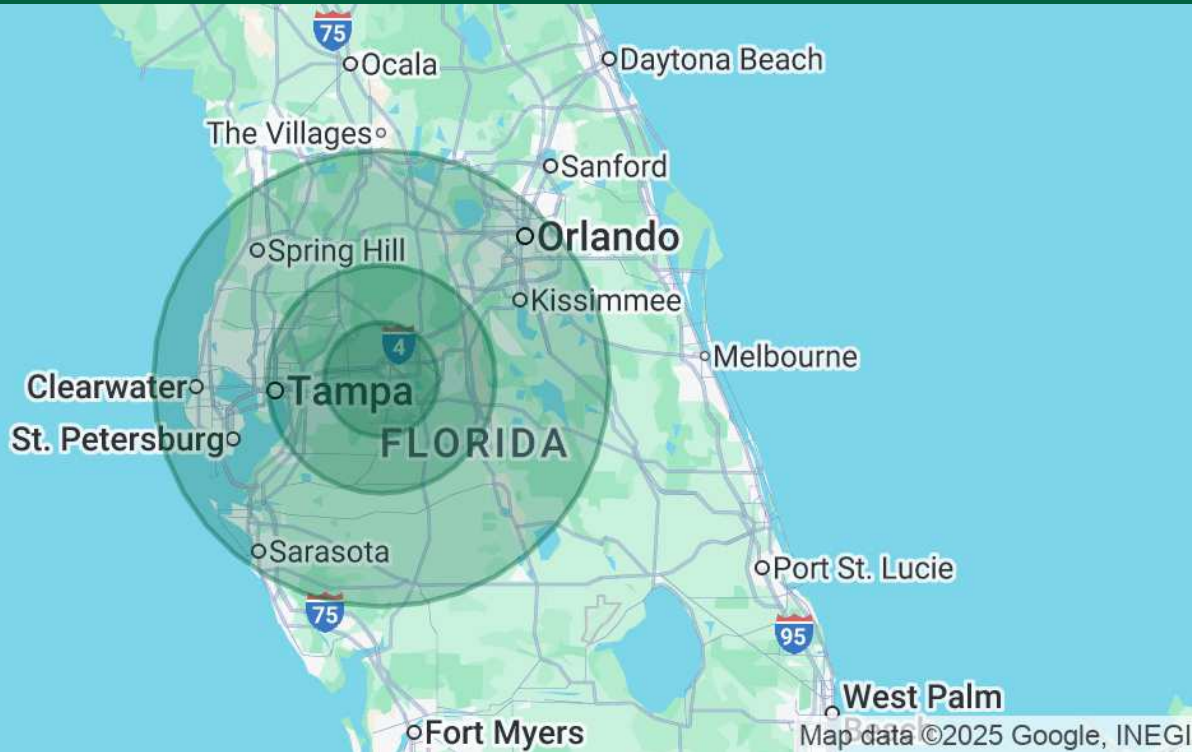 75
Ocala
Daytona Beach
The Villages
Sanford
Orlando
Spring Hill
Kissimmee
4
Melbourne
Clearwater
Tampa
St. Petersburg
FLORIDA
Sarasota
Port St. Lucie
75
95
West Palm
Beach
Fort Myers
Map data ©2025 Google, INEGI